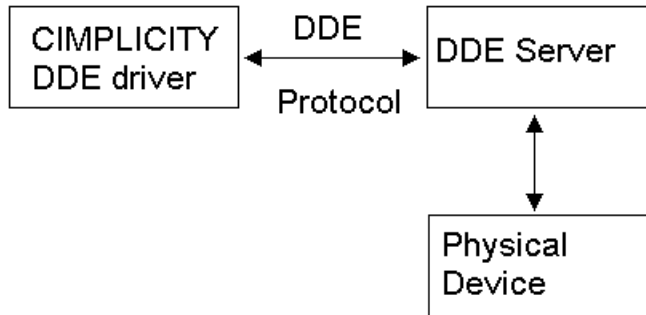 CIMPLICITY
DDE driver
DDE
Protocol
DDE Server
Physical
Device